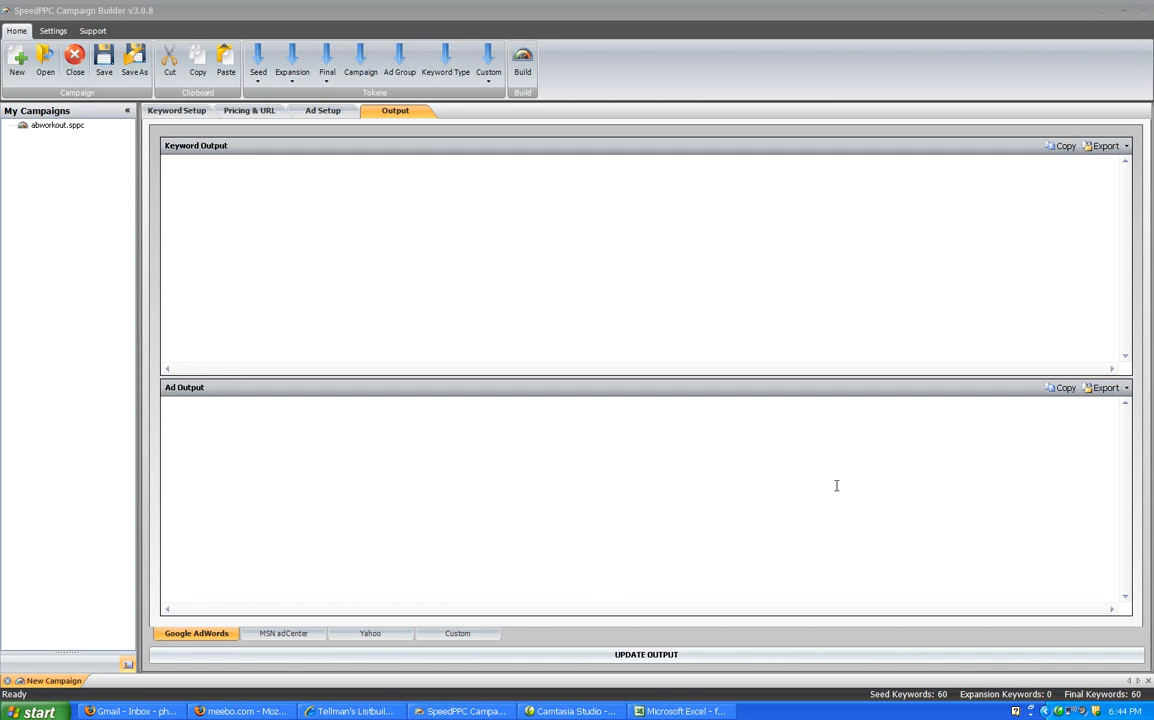 SpeedPPC Campaign Builder v3.0.8
Home Settings Support
New Open Close Save Save As Cut Copy Paste Seed Expansion Final Campaign Ad Group Keyword Type Custom Build
Campaign Clipboard Tokens Build
My Campaigns «
abworkout.sppc
Keyword Setup Pricing & URL Ad Setup Output
Keyword Output Copy Export
Ad Output Copy Export
Google AdWords MSN adCenter Yahoo Custom
UPDATE OUTPUT
New Campaign
Ready Seed Keywords: 60 Expansion Keywords: 0 Final Keywords: 60
start Gmail - Inbox - ph... meebo.com - Moz... Tellman's Listbuil... SpeedPPC Campa... Camtasia Studio -... Microsoft Excel - f... 6:44 PM